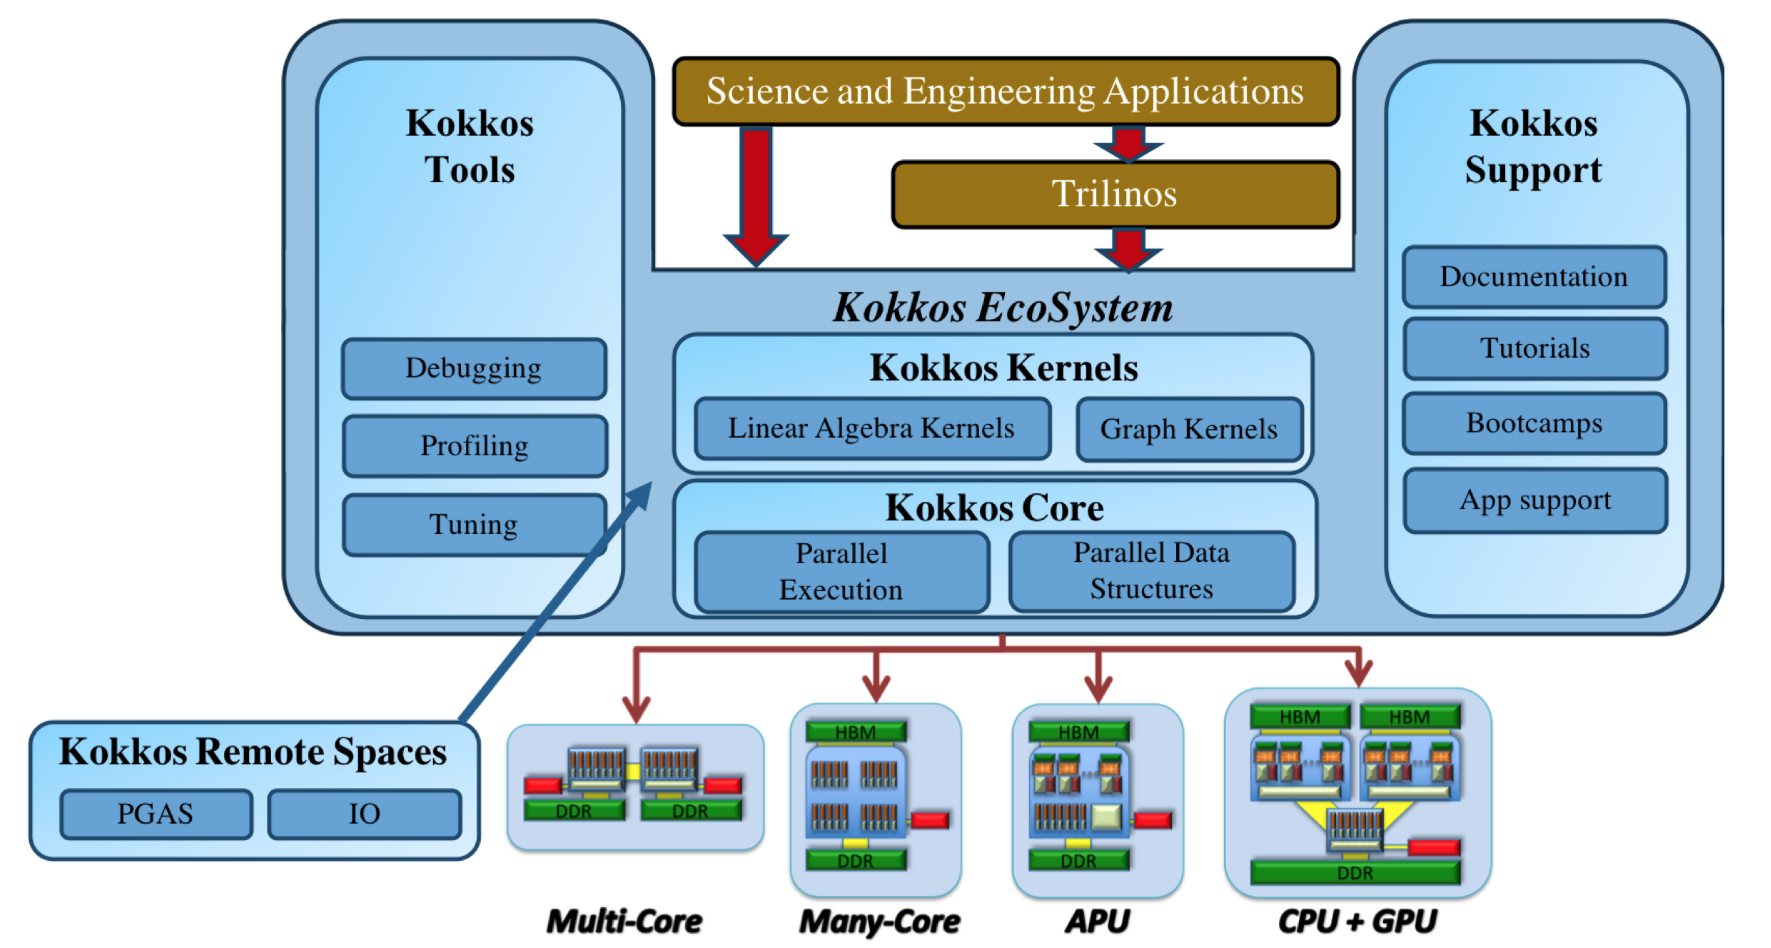 Kokkos
Tools
Debugging
Profiling
Tuning
Science and Engineering Applications
Trilinos
Kokkos EcoSystem
Kokkos Kernels
Linear Algebra Kernels
Graph Kernels
Kokkos Core
Parallel
Execution
Parallel Data
Structures
Kokkos
Support
Documentation
Tutorials
Bootcamps
App support
Kokkos Remote Spaces
PGAS
IO
DDR
DDR
Multi-Core
HBM
DDR
Many-Core
HBM
DDR
APU
HBM
HBM
DDR
CPU + GPU